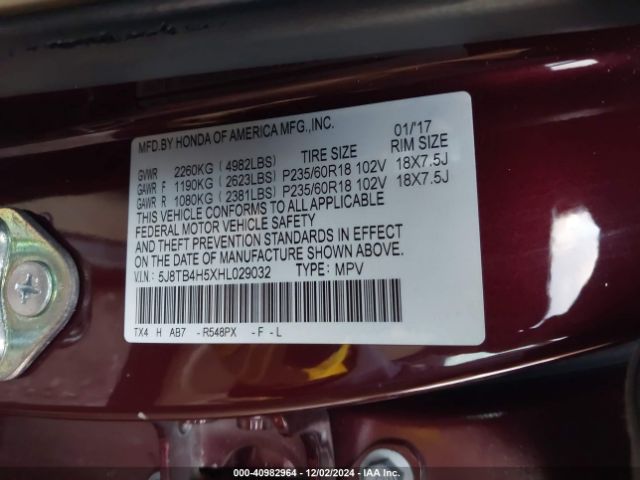 MFD.BY HONDA OF AMERICA MFG.,INC. 01/'17
GVWR 2260KG ( 4982LBS) TIRE SIZE RIM SIZE
GAWR F 1190KG ( 2623LBS) P235/60R18 102V 18X7.5J
GAWR R 1080KG ( 2381LBS) P235/60R18 102V 18X7.5J
THIS VEHICLE CONFORMS TO ALL APPLICABLE
FEDERAL MOTOR VEHICLE SAFETY
AND THEFT PREVENTION STANDARDS IN EFFECT
ON THE DATE OF MANUFACTURE SHOWN ABOVE.
V.I.N: 5J8TB4H5XHL029032 TYPE: MPV
TX4 H AB7 - R548PX - F - L
000-40982964 - 12/02/2024 - IAA Inc.